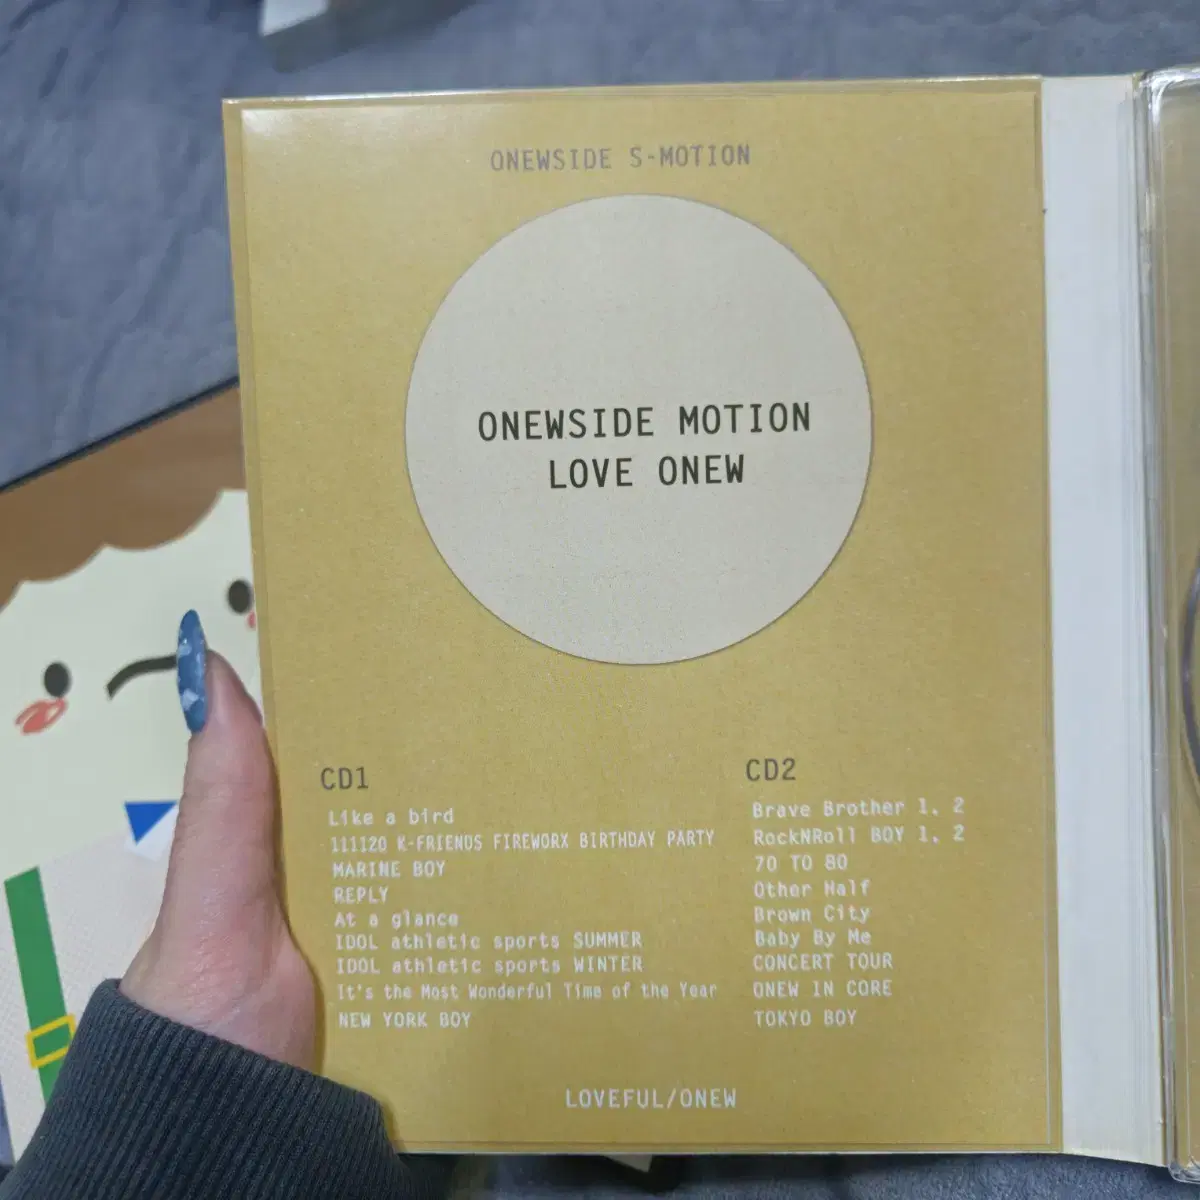 ONEWSIDE S-MOTION
ONEWSIDE MOTION
LOVE ONEW
CD1
Like a bird
111120 K-FRIENDS FIREWORX BIRTHDAY PARTY
MARINE BOY
REPLY
At a glance
IDOL athletic sports SUMMER
IDOL athletic sports WINTER
It's the Most Wonderful Time of the Year
NEW YORK BOY
CD2
Brave Brother 1. 2
RockNRoll BOY 1. 2
70 TO 80
Other Half
Brown City
Baby By Me
CONCERT TOUR
ONEW IN CORE
TOKYO BOY
LOVEFUL/ONEW